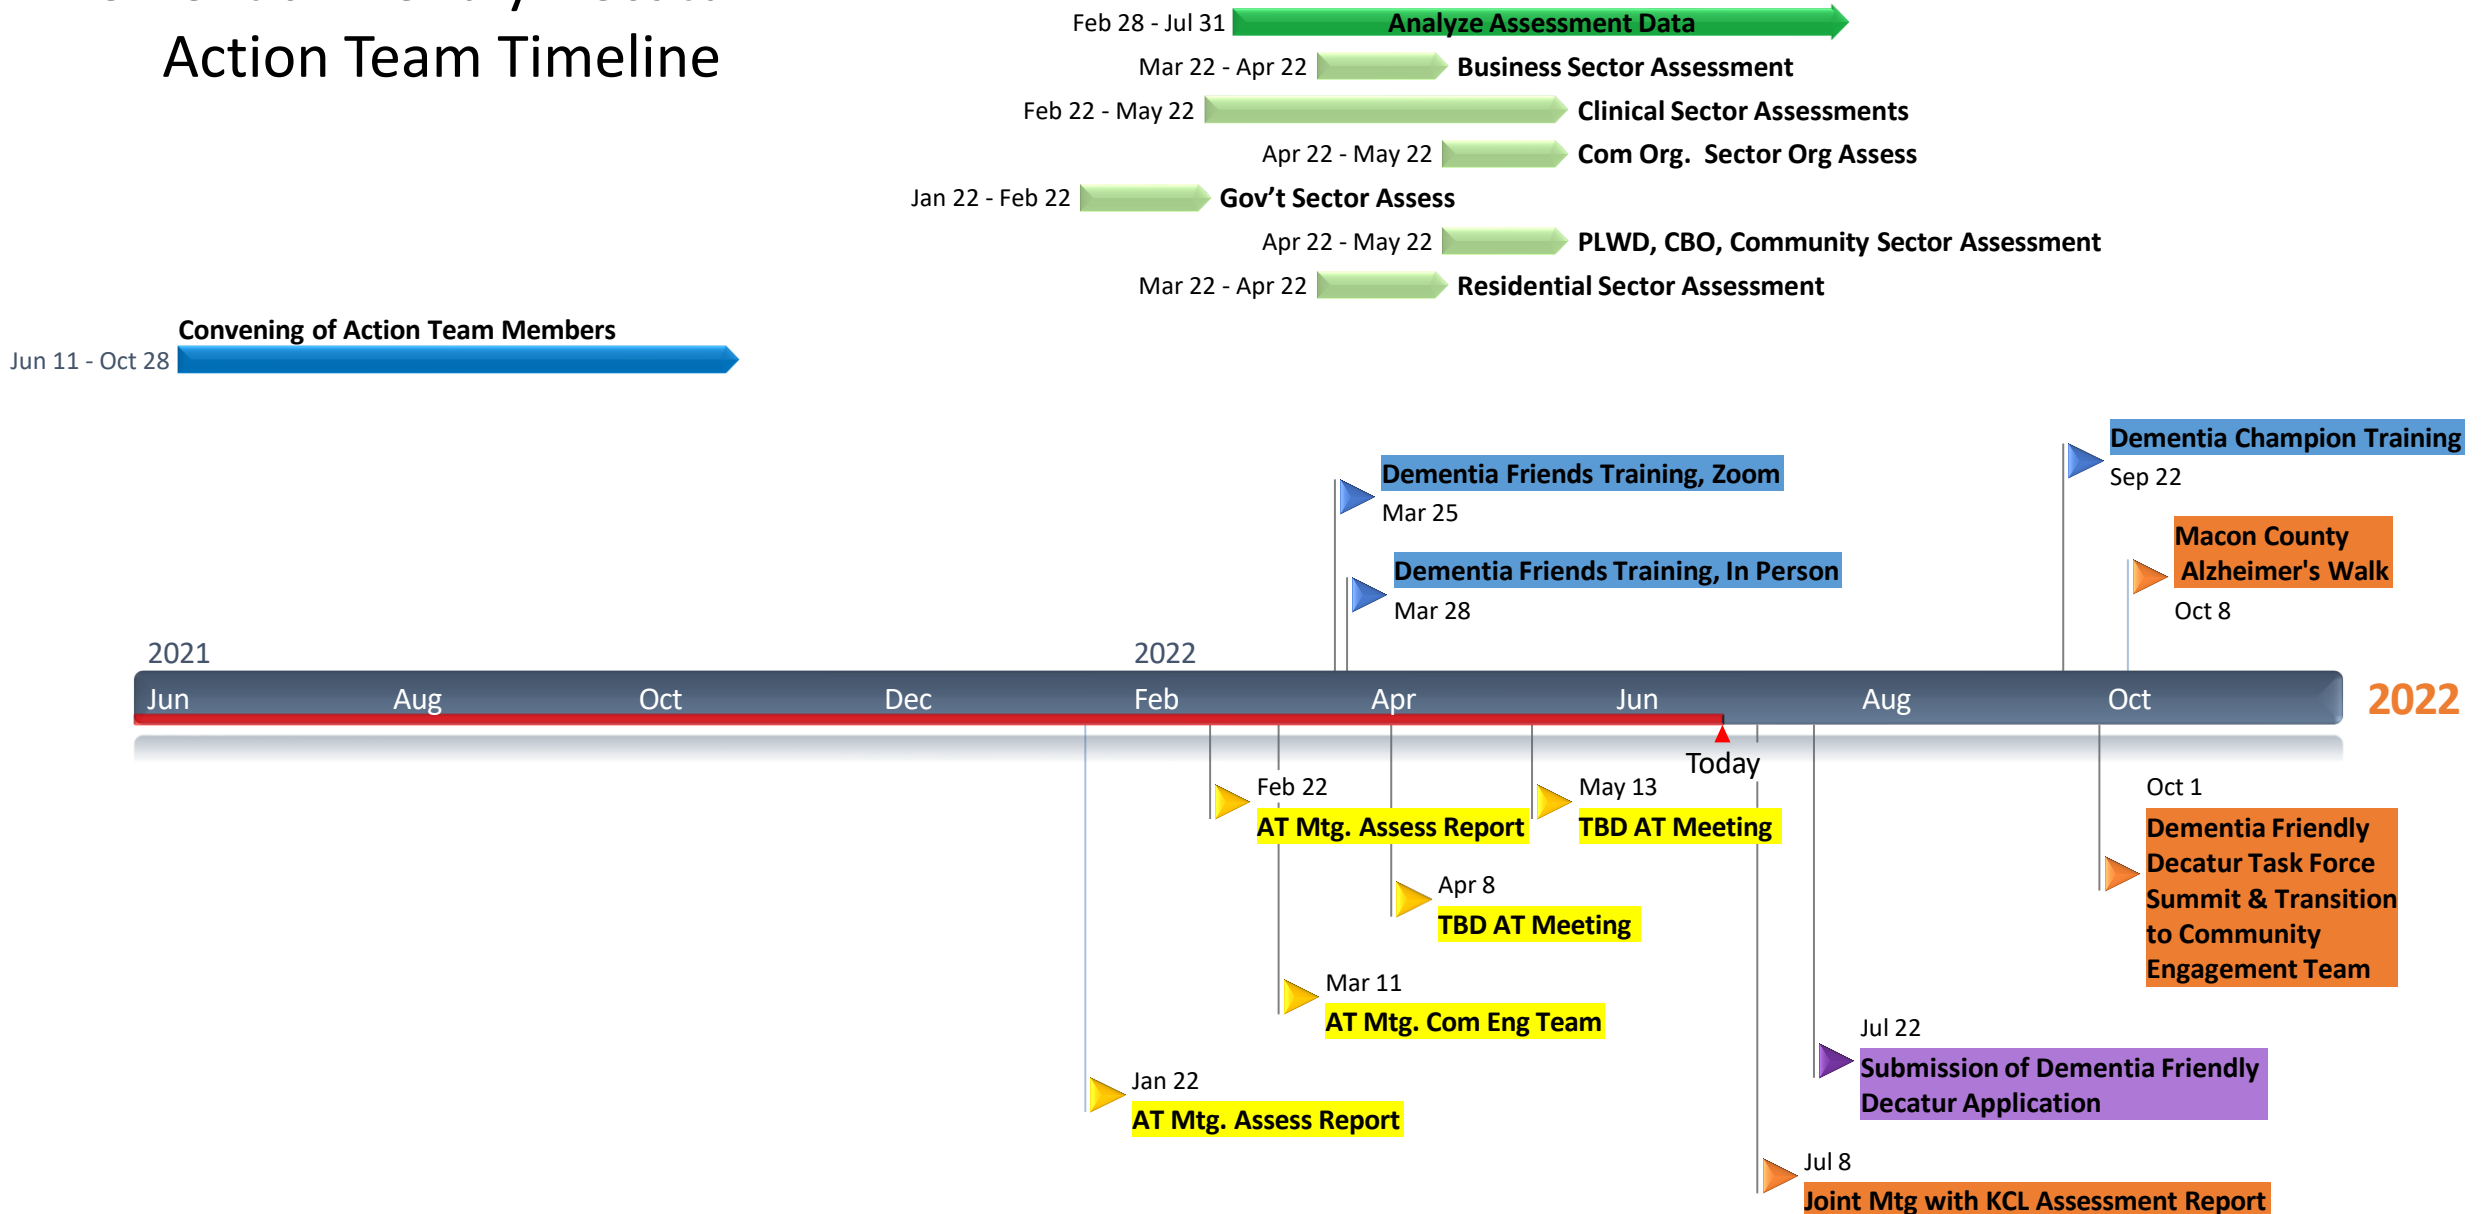 Action Team Timeline
Feb 28 - Jul 31
Analyze Assessment Data
Mar 22 - Apr 22
Business Sector Assessment
Feb 22 - May 22
Clinical Sector Assessments
Apr 22 - May 22
Com Org.  Sector Org Assess
Jan 22 - Feb 22
Gov’t Sector Assess
Apr 22 - May 22
PLWD, CBO, Community Sector Assessment
Mar 22 - Apr 22
Residential Sector Assessment
Convening of Action Team Members
Jun 11 - Oct 28
Dementia Champion Training
Sep 22
Dementia Friends Training, Zoom
Mar 25
Macon County
Alzheimer's Walk
Oct 8
Dementia Friends Training, In Person
Mar 28
2021
2022
Jun
Aug
Oct
Dec
Feb
Apr
Jun
Aug
Oct
2022
Today
Feb 22
AT Mtg. Assess Report
May 13
TBD AT Meeting
Oct 1
Dementia Friendly
Decatur Task Force
Summit & Transition
to Community
Engagement Team
Apr 8
TBD AT Meeting
Mar 11
AT Mtg. Com Eng Team
Jul 22
Submission of Dementia Friendly
Decatur Application
Jan 22
AT Mtg. Assess Report
Jul 8
Joint Mtg with KCL Assessment Report